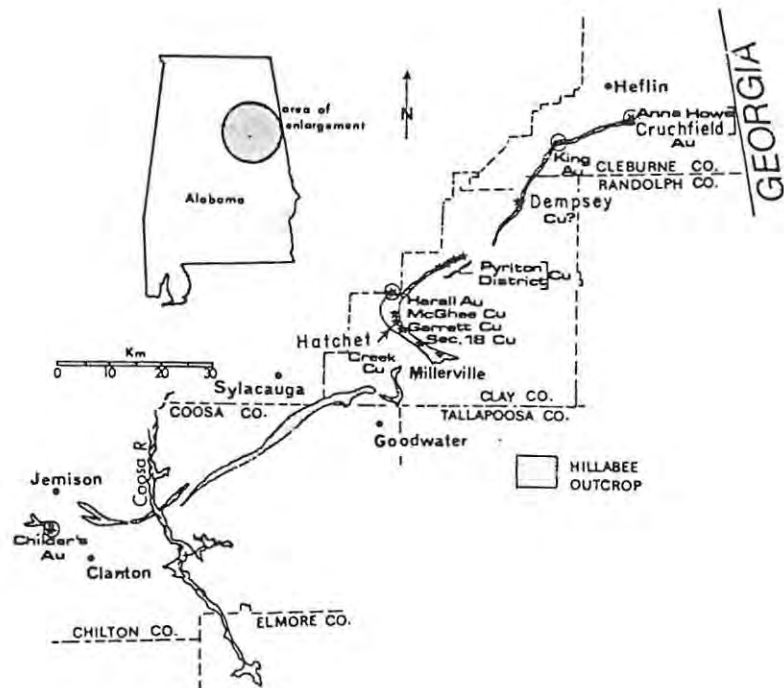 area of
enlargement
Alabama
N
GEORGIA
Heflin
Anna Howe
Cruchfield
Au
King
Au
CLEBURNE CO.
RANDOLPH CO.
Dempsey
Cu?
Pyriton
District
Cu
Harall Au
McGhee Cu
Garrett Cu
Sec. 18 Cu
Hatchet
Creek
Cu
Millerville
Km
0 10 20 30
Sylacauga
COOSA CO.
CLAY CO.
TALLAPOOSA CO.
Goodwater
HILLABEE
OUTCROP
Jemison
Coosa R
Childer's
Au
Clanton
CHILTON CO.
ELMORE CO.